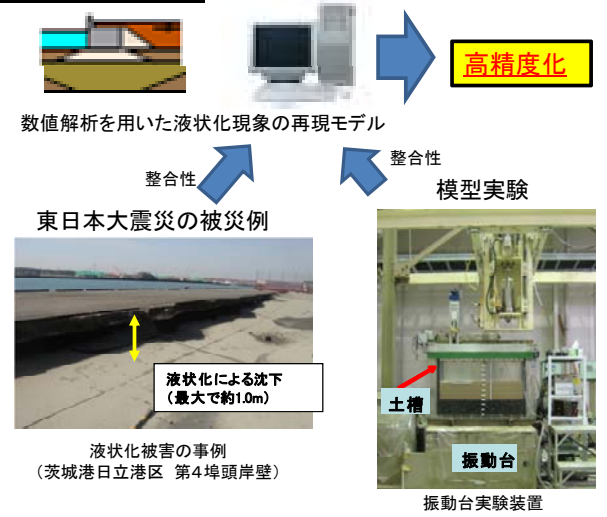 高精度化
数値解析を用いた液状化現象の再現モデル
整合性
整合性
東日本大震災の被災例
模型実験
液状化による沈下
(最大で約1.0m)
土槽
振動台
液状化被害の事例
(茨城港日立港区 第4埠頭岸壁)
振動台実験装置